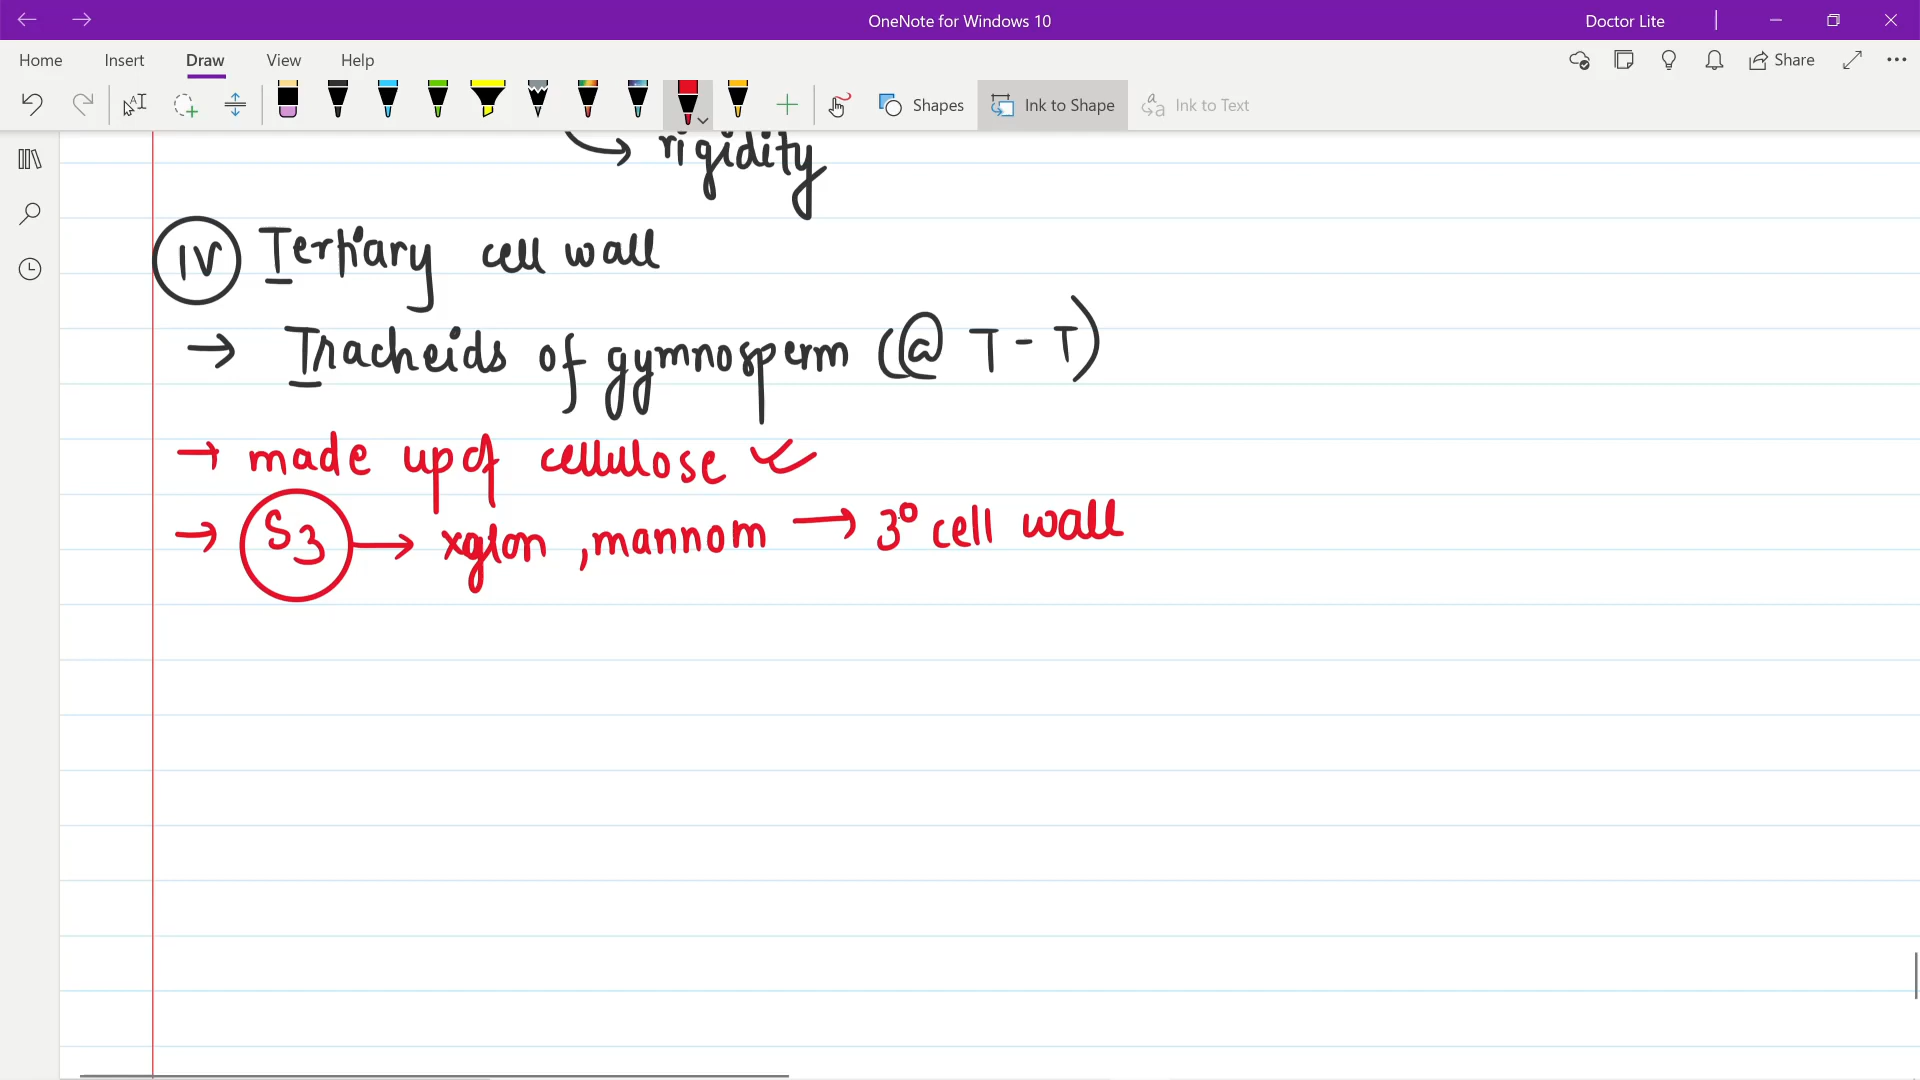 OneNote for Windows 10
Doctor Lite
Home Insert Draw View Help
Share
Shapes
Ink to Shape
Ink to Text
→ rigidity
IV Tertiary cell wall
→ Tracheids of gymnosperm (@ T-T)
→ made up of cellulose ✓
→ S3 → xylon, mannom → 3° cell wall